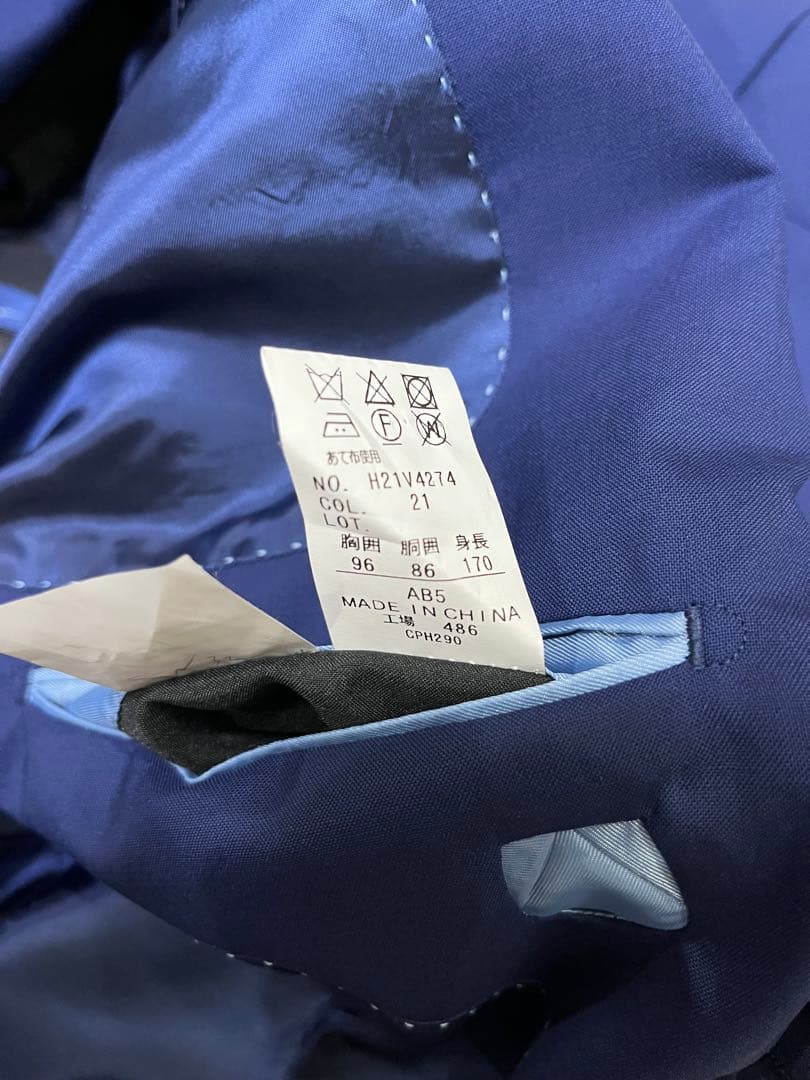 F W
あて布使用
NO. H21V4274
COL. 21
LOT.
胸囲 胴囲 身長
96 86 170
AB5
MADE IN CHINA
工場 486
CPH290